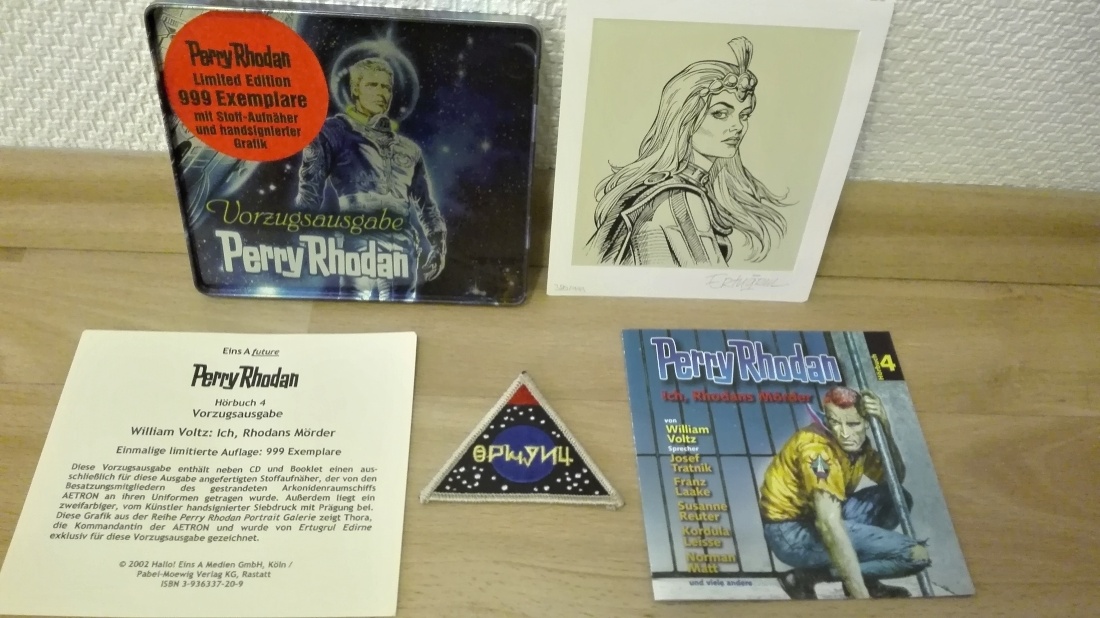 Perry Rhodan
Limited Edition
999 Exemplare
mit Stoff-Aufnäher
und handsignierter
Grafik
Vorzugsausgabe
Perry Rhodan
Eins A future
Perry Rhodan
Hörbuch 4
Vorzugsausgabe
William Voltz: Ich, Rhodans Mörder
Einmalige limitierte Auflage: 999 Exemplare
Diese Vorzugsausgabe enthält neben CD und Booklet einen aus-
schließlich für diese Ausgabe angefertigten Stoffaufnäher, der von den
Besatzungsmitgliedern des gestrandeten Arkonidenraumschiffs
AETRON an ihren Uniformen getragen wurde. Außerdem liegt ein
zweifarbiger, vom Künstler handsignierter Siebdruck mit Prägung bei.
Diese Grafik aus der Reihe Perry Rhodan Portrait Galerie zeigt Thora,
die Kommandantin der AETRON und wurde von Ertugrul Edirne
exklusiv für diese Vorzugsausgabe gezeichnet.
© 2002 Hallo! Eins A Medien GmbH, Köln /
Pabel-Moewig Verlag KG, Rastatt
ISBN 3-936337-20-9
Perry Rhodan
Hörbuch 4
Ich, Rhodans Mörder
von
William
Voltz
Sprecher
Josef
Tratnik
Franz
Laake
Susanne
Reuter
Kordula
Leisse
Norman
Matt
und viele andere